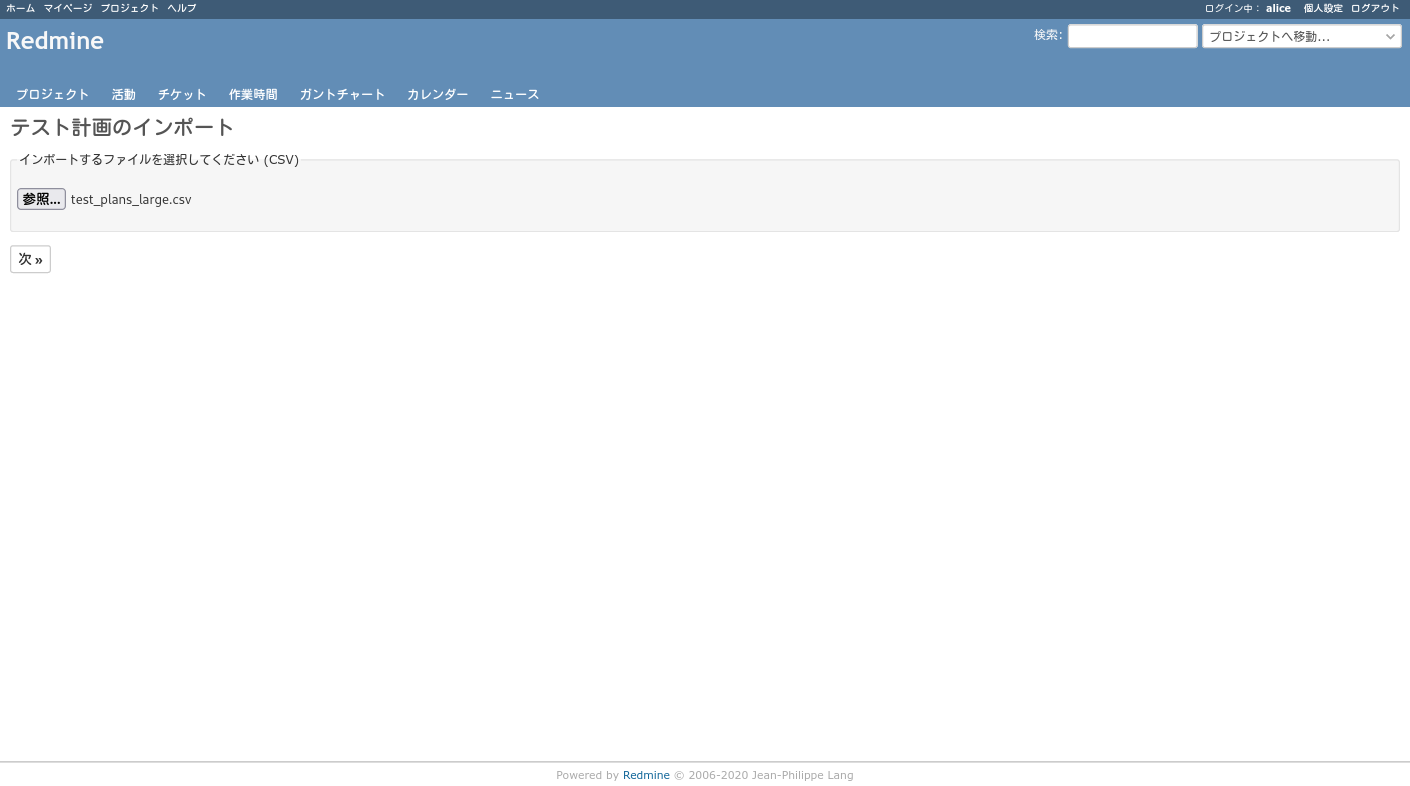 ホーム マイページ プロジェクト ヘルプ ログイン中： alice 個人設定 ログアウト
Redmine 検索: プロジェクトへ移動...
プロジェクト 活動 チケット 作業時間 ガントチャート カレンダー ニュース
テスト計画のインポート
インポートするファイルを選択してください (CSV)
参照... test_plans_large.csv
次 »
Powered by Redmine © 2006-2020 Jean-Philippe Lang